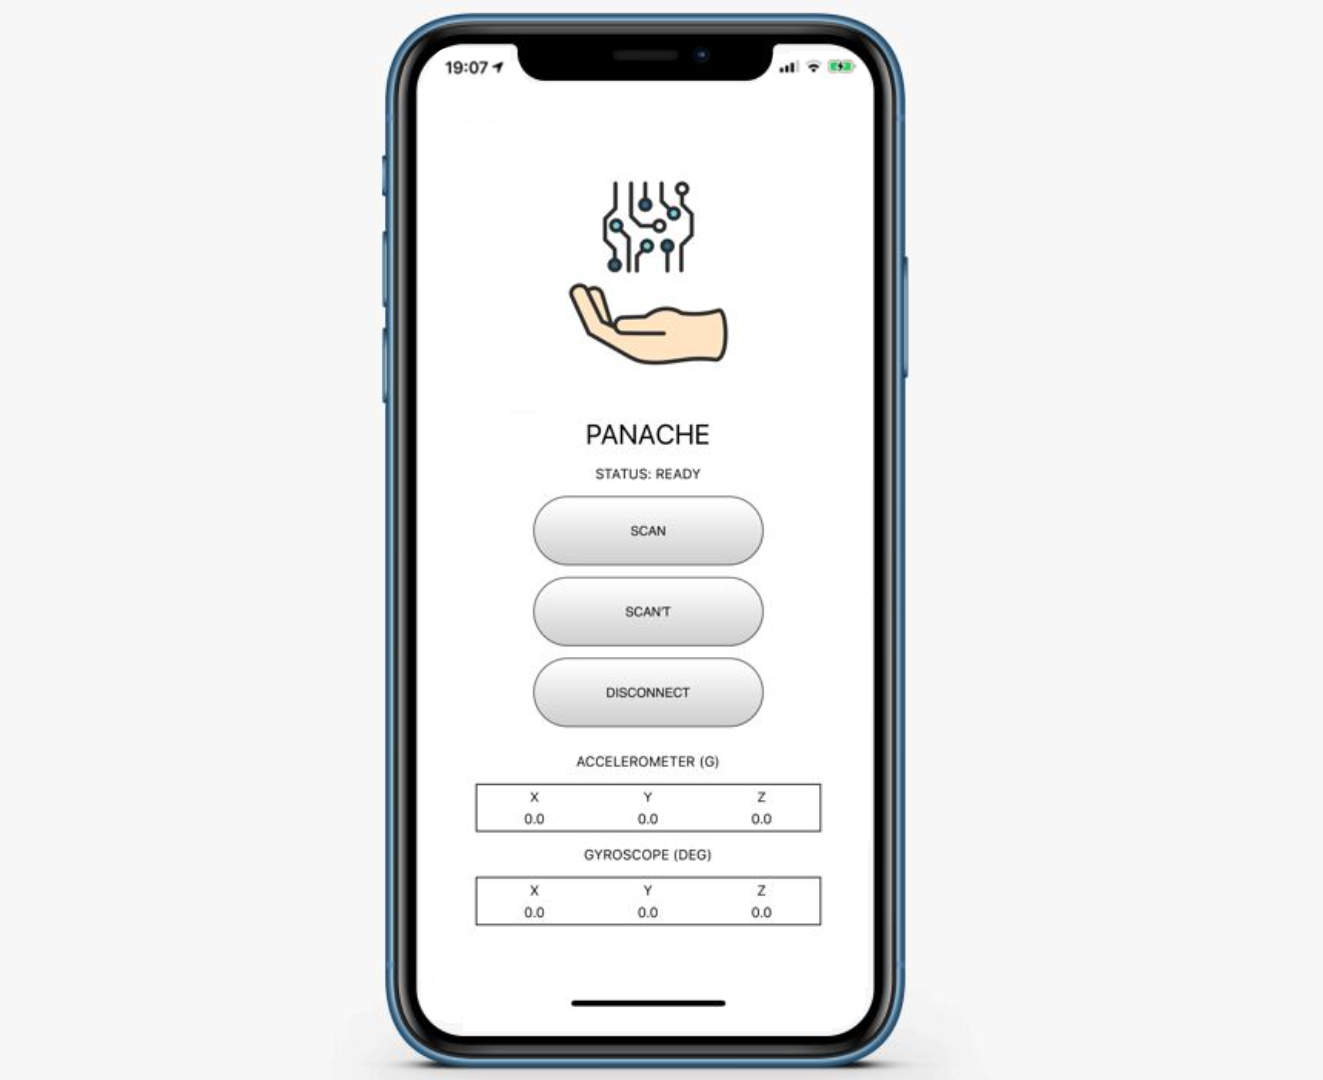 19:07
PANACHE
STATUS: READY
SCAN
SCAN'T
DISCONNECT
ACCELEROMETER (G)
X Y Z
0.0 0.0 0.0
GYROSCOPE (DEG)
X Y Z
0.0 0.0 0.0